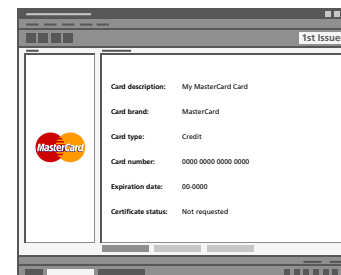 1st Issue
Card description: My MasterCard Card
Card brand: MasterCard
MasterCard
Card type: Credit
Card number: 0000 0000 0000 0000
Expiration date: 00-0000
Certificate status: Not requested